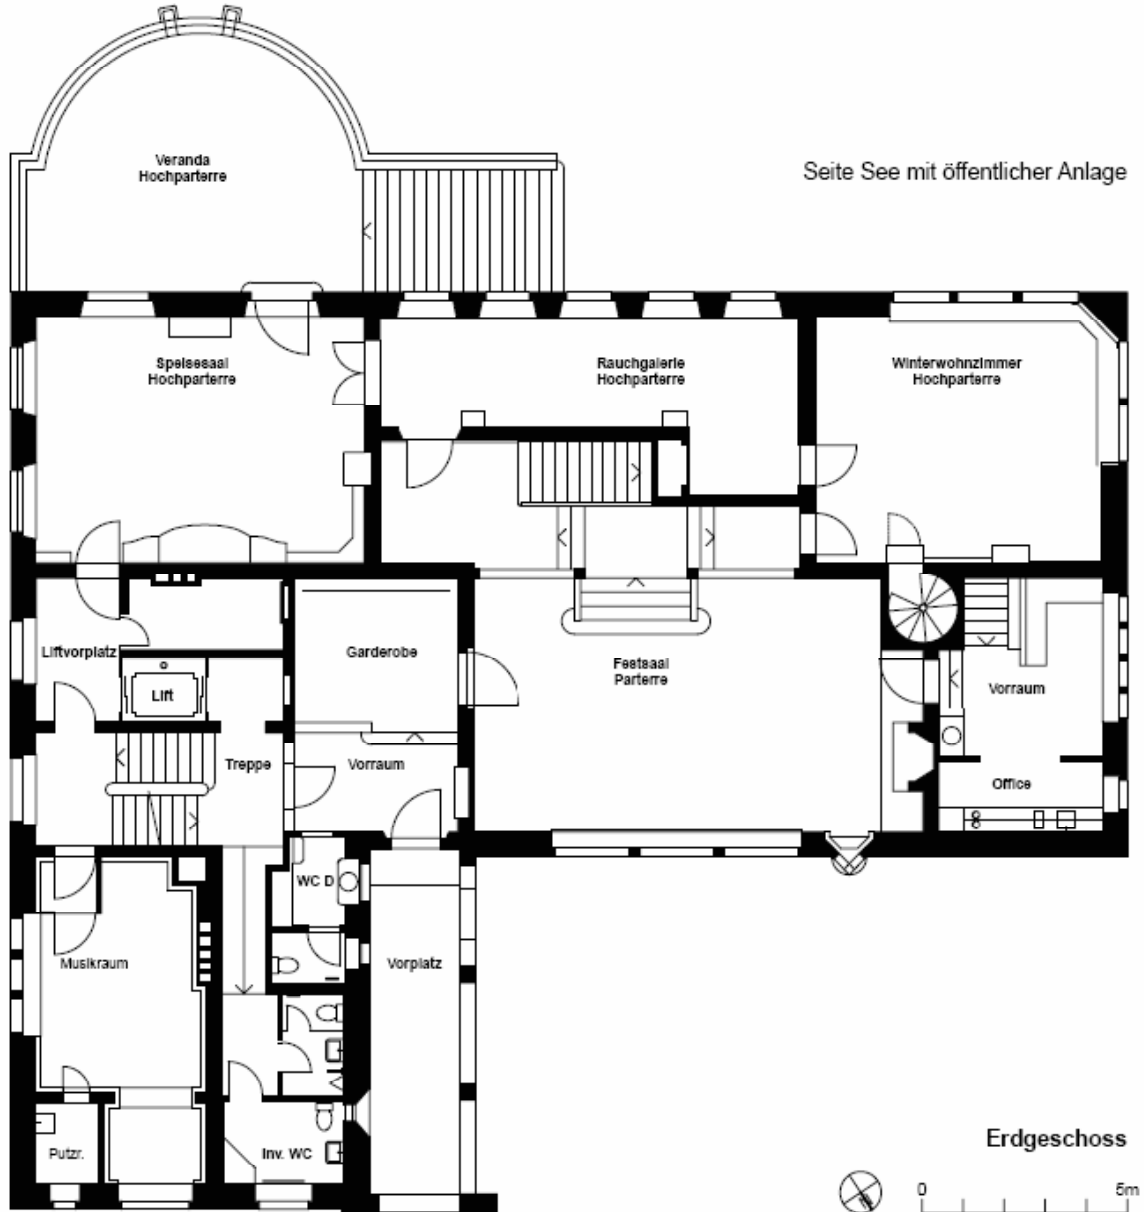 Veranda
Hochparterre
Seite See mit öffentlicher Anlage
Speisesaal
Hochparterre
Rauchgalerie
Hochparterre
Winterwohnzimmer
Hochparterre
Liftvorplatz
Garderobe
Festsaal
Parterre
Lift
Vorraum
Treppe
Vorraum
Office
WC D
Musikraum
Vorplatz
Erdgeschoss
Putzr.
Inv. WC
0
5m